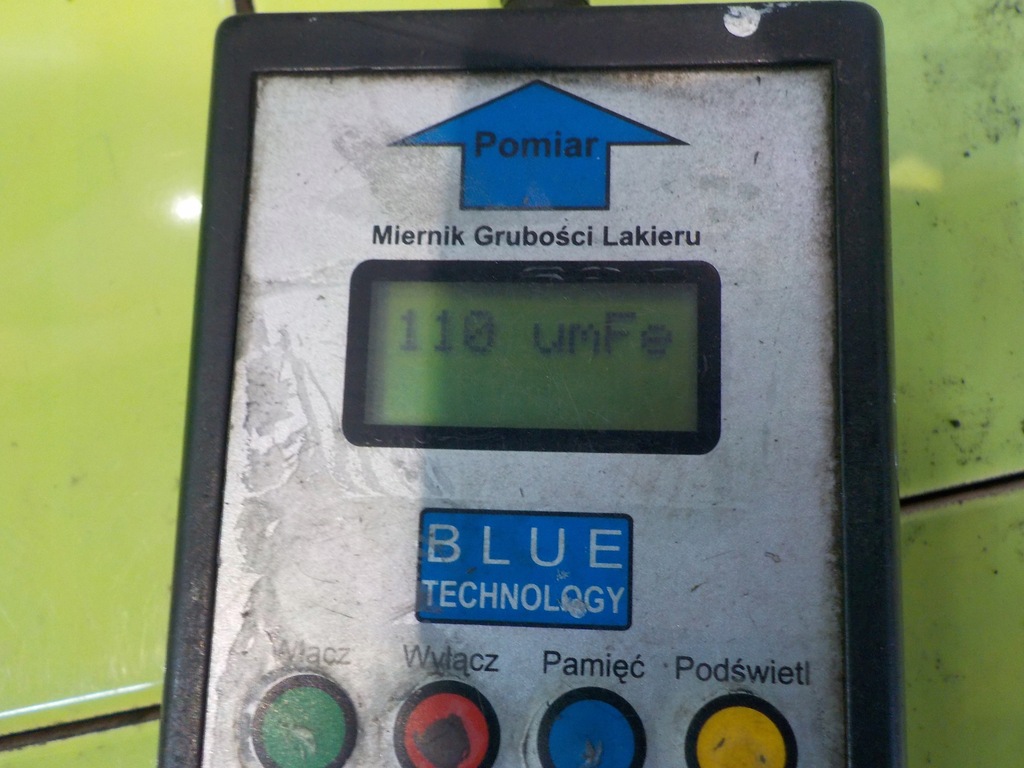 Pomiar
Miernik Grubości Lakieru
110 umFe
BLUE
TECHNOLOGY
Włącz Wyłącz Pamięć Podświetl